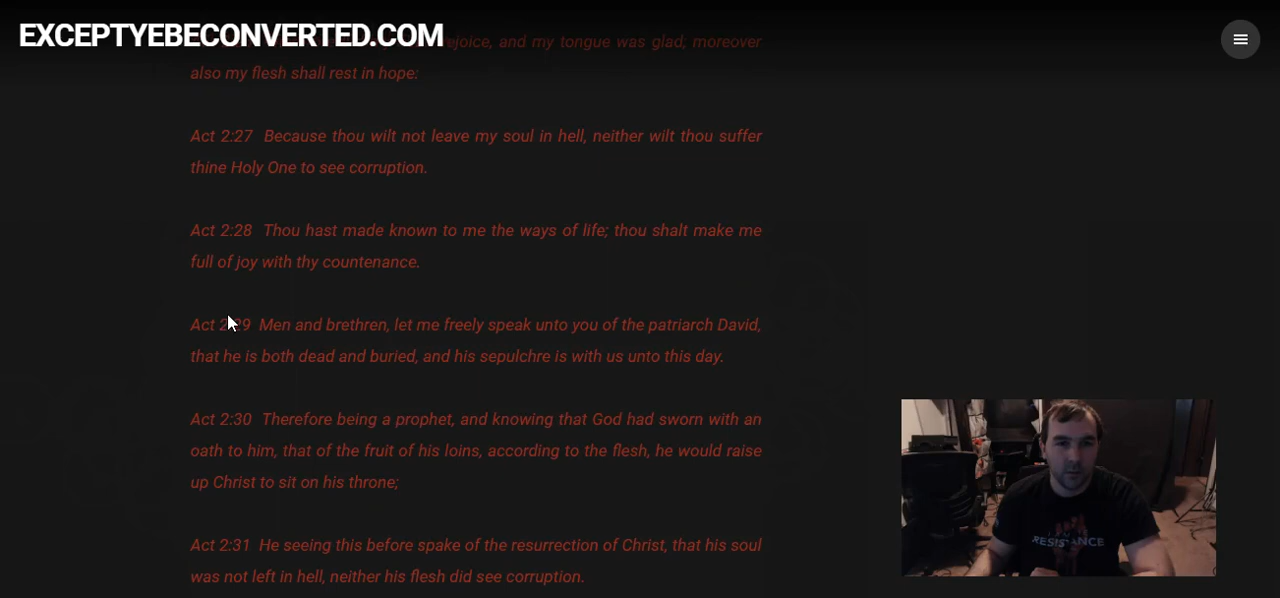 EXCEPTYEBECONVERTED.COM
ejoice, and my tongue was glad; moreover
also my flesh shall rest in hope:
Act 2:27 Because thou wilt not leave my soul in hell, neither wilt thou suffer
thine Holy One to see corruption.
Act 2:28 Thou hast made known to me the ways of life; thou shalt make me
full of joy with thy countenance.
Act 2:29 Men and brethren, let me freely speak unto you of the patriarch David,
that he is both dead and buried, and his sepulchre is with us unto this day.
Act 2:30 Therefore being a prophet, and knowing that God had sworn with an
oath to him, that of the fruit of his loins, according to the flesh, he would raise
up Christ to sit on his throne;
Act 2:31 He seeing this before spake of the resurrection of Christ, that his soul
was not left in hell, neither his flesh did see corruption.
RESISTANCE